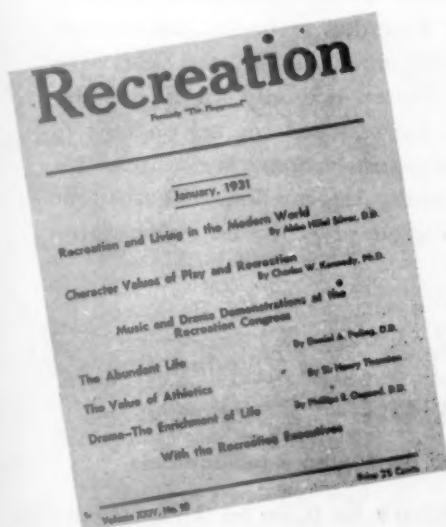 Recreation
Formerly "The Playground"
January, 1931
Recreation and Living in the Modern World
By Abba Hillel Silver, D.D.
Character Values of Play and Recreation
By Charles W. Kennedy, Ph.D.
Music and Drama Demonstrations at the
Recreation Congress
The Abundant Life
By Daniel A. Poling, D.D.
The Value of Athletics
By Sir Henry Thornton
Drama—The Enrichment of Life
By Phillips E. Osgood, D.D.
With the Recreation Executives
Volume XXIV, No. 10
Price 25 Cents